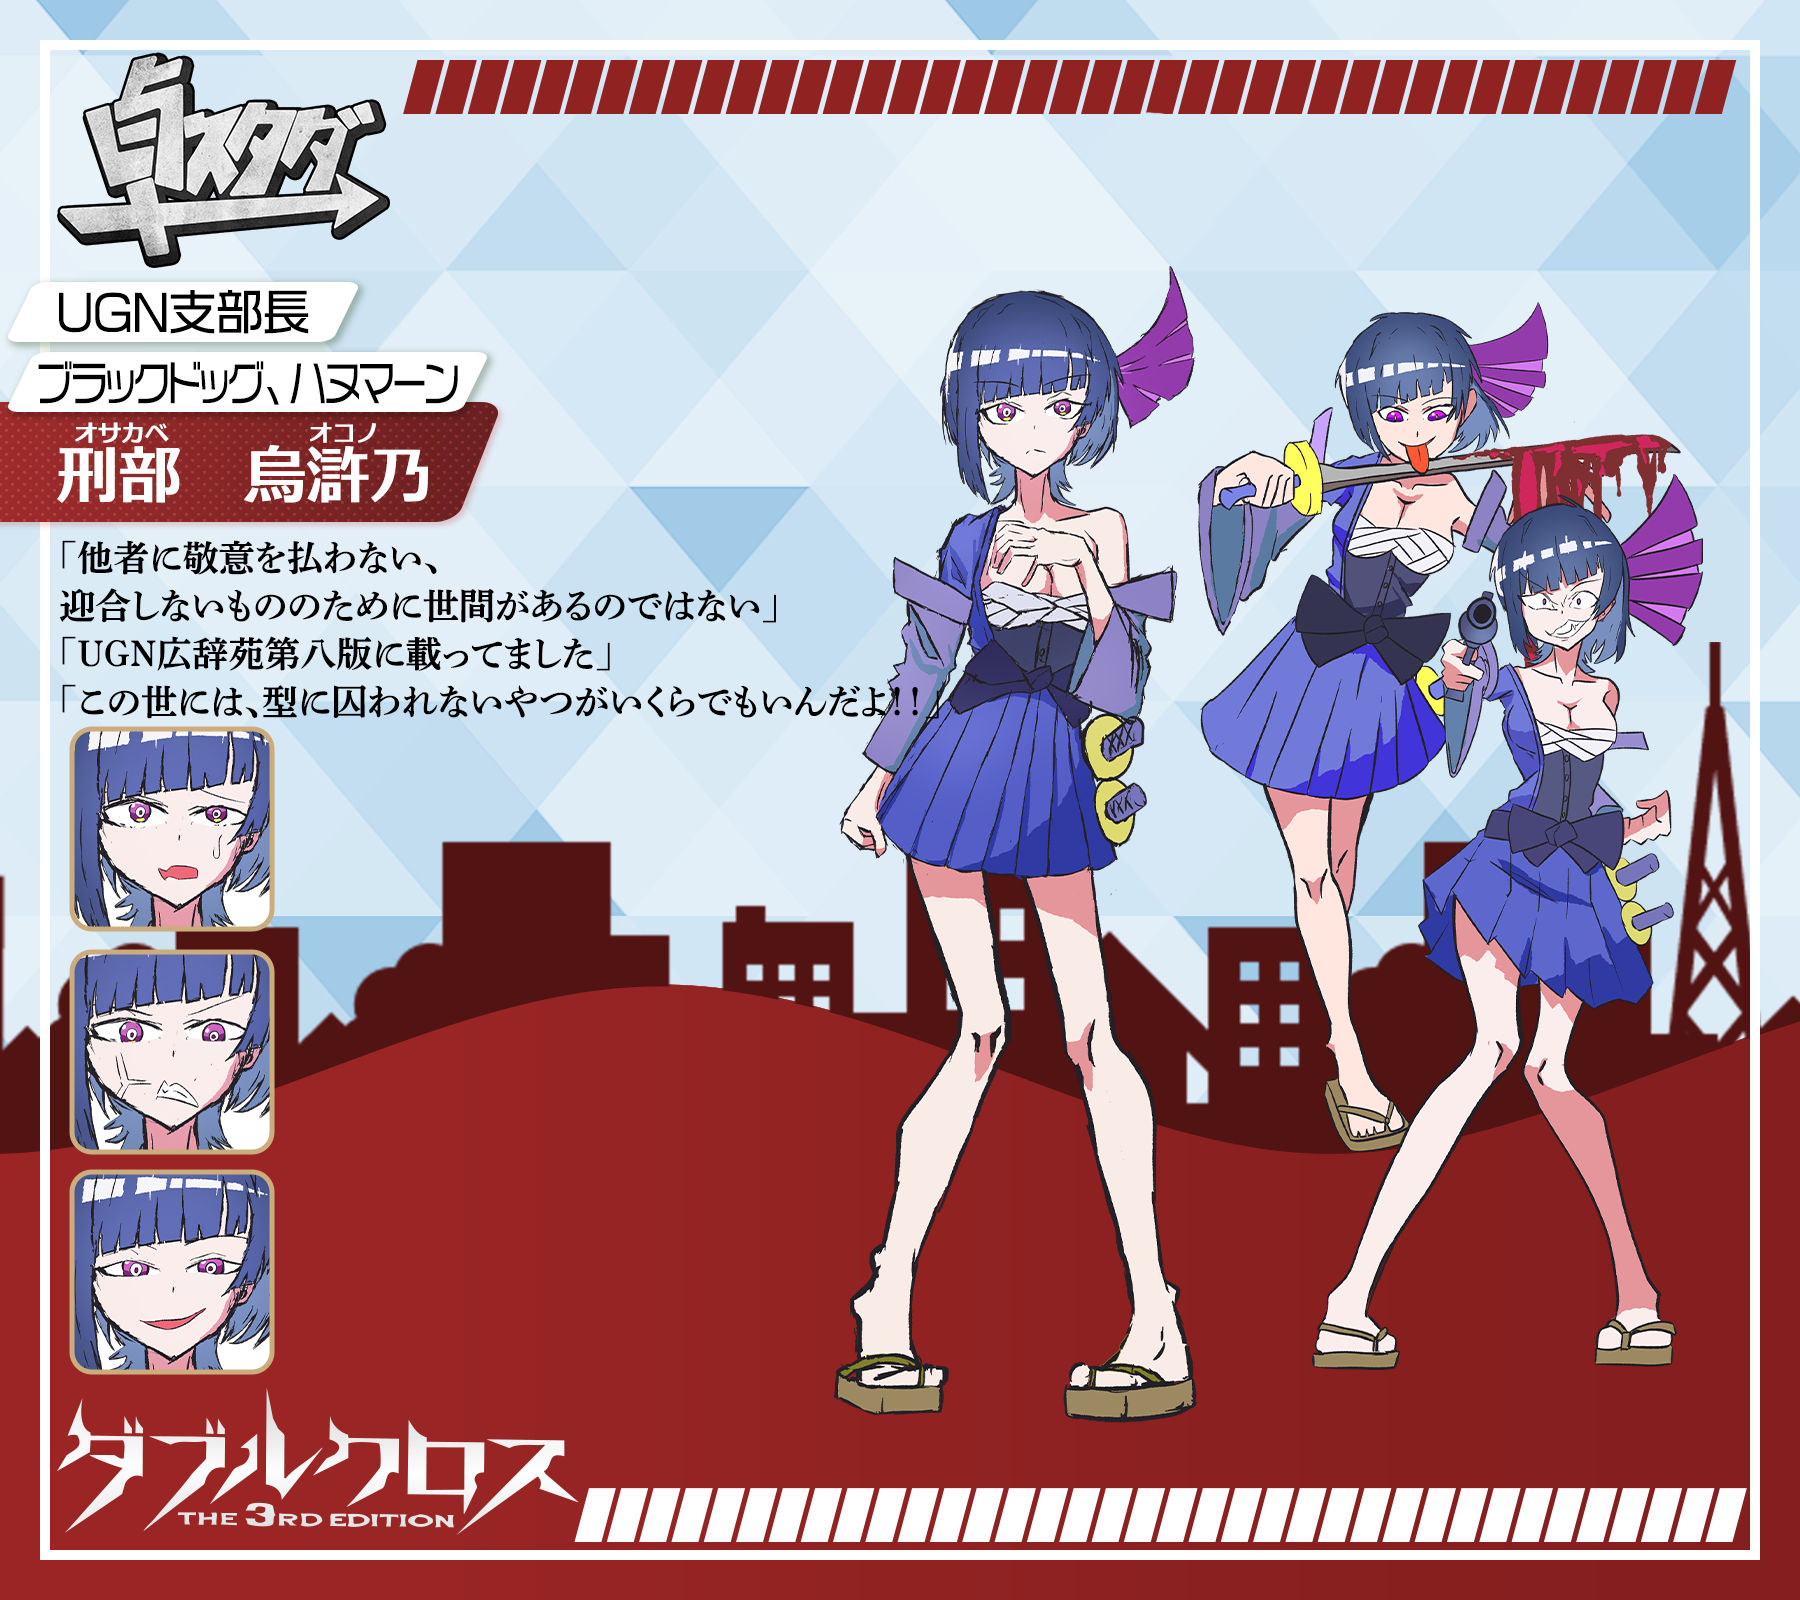 卓スタダ
UGN支部長
ブラックドッグ、ハヌマーン
オサカベ オコノ
刑部 烏滸乃
「他者に敬意を払わない、
迎合しないもののために世間があるのではない」
「UGN広辞苑第八版に載ってました」
「この世には、型に囚われないやつがいくらでもいんだよ!!」
ダブルクロス
THE 3RD EDITION